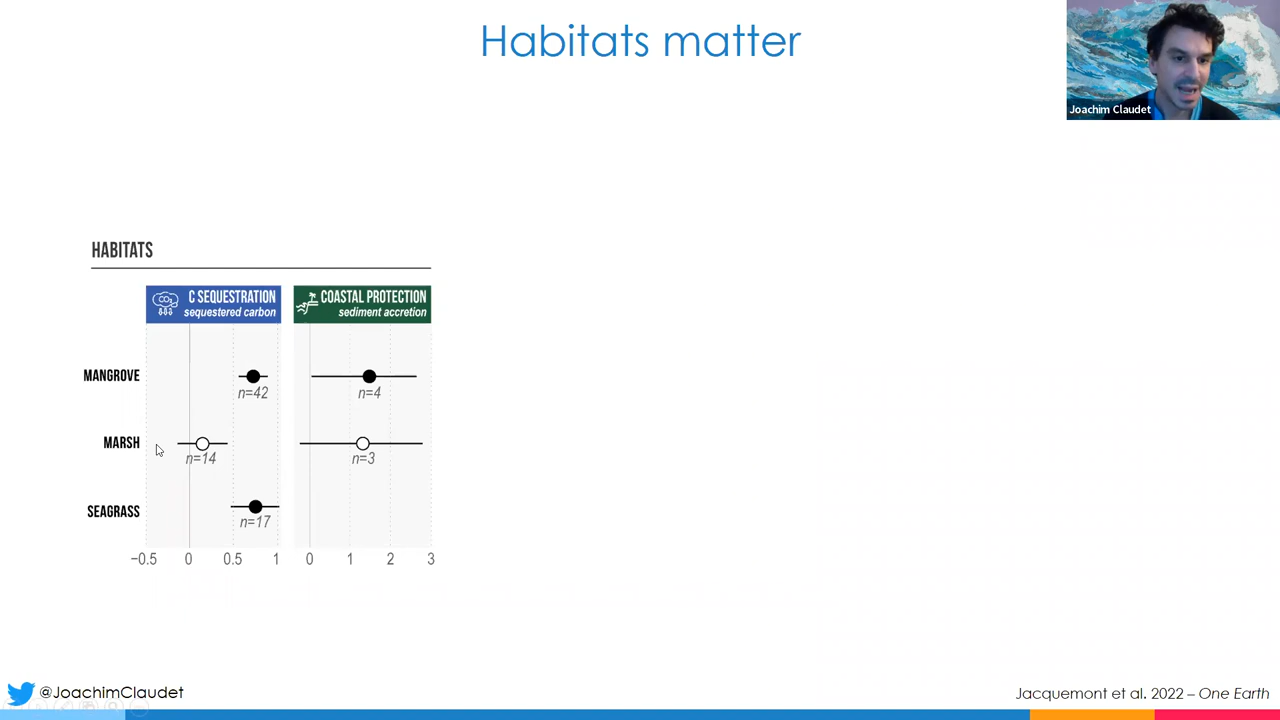 Habitats matter
Joachim Claudet
HABITATS
C SEQUESTRATION
sequestered carbon
COASTAL PROTECTION
sediment accretion
CO₂
MANGROVE
n=42
n=4
MARSH
n=14
n=3
SEAGRASS
n=17
−0.5 0 0.5 1 0 1 2 3
@JoachimClaudet
Jacquemont et al. 2022 – One Earth